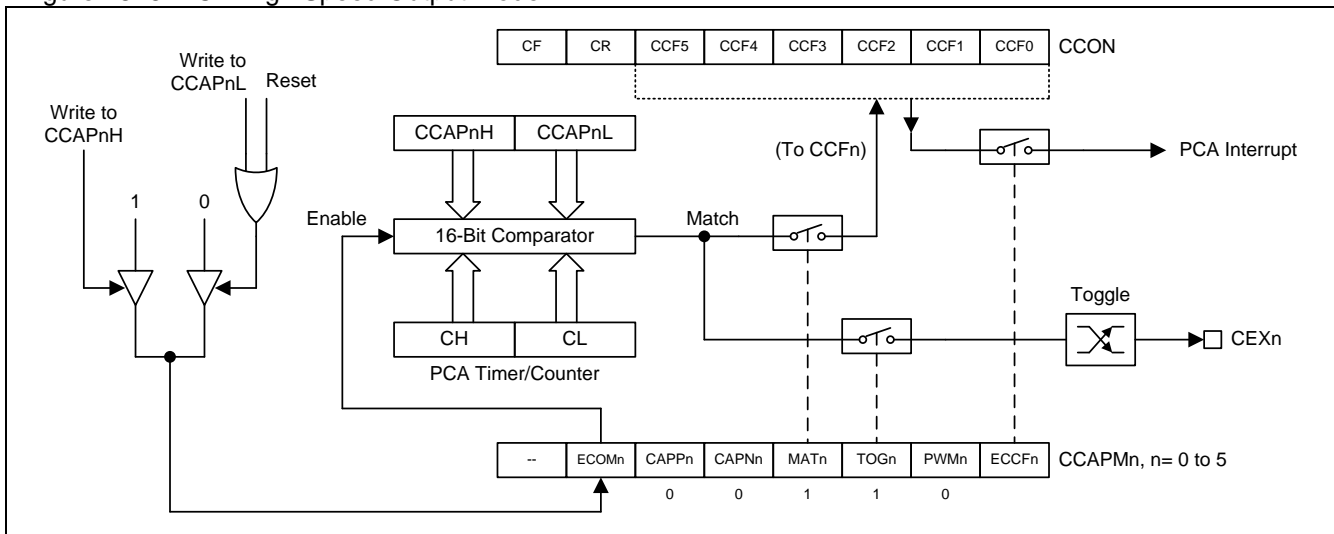 CF CR CCF5 CCF4 CCF3 CCF2 CCF1 CCF0 CCON
Write to
CCAPnL
Reset
Write to
CCAPnH
CCAPnH CCAPnL
(To CCFn)
PCA Interrupt
1 0
Enable
Match
16-Bit Comparator
Toggle
CH CL
CEXn
PCA Timer/Counter
-- ECOMn CAPPn CAPNn MATn TOGn PWMn ECCFn CCAPMn, n= 0 to 5
0 0 1 1 0